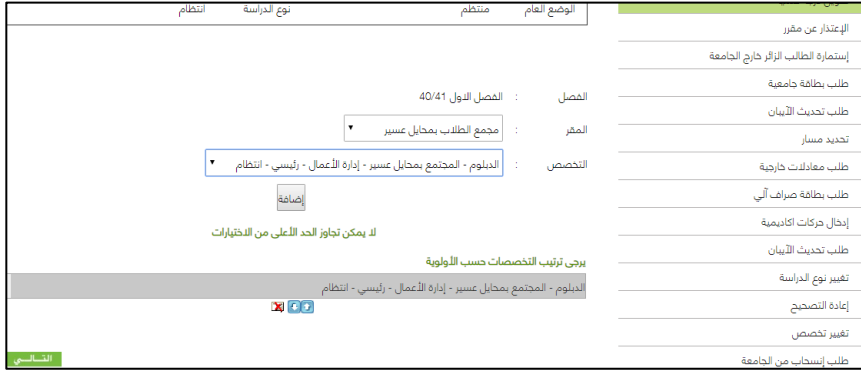 الوضع العام منتظم نوع الدراسة انتظام
الفصل : الفصل الاول 40/41
المقر : مجمع الطلاب بمحايل عسير
التخصص : الدبلوم - المجتمع بمحايل عسير - إدارة الأعمال - رئيسي - انتظام
إضافة
لا يمكن تجاوز الحد الأعلى من الاختيارات
يرجى ترتيب التخصصات حسب الأولوية
الدبلوم - المجتمع بمحايل عسير - إدارة الأعمال - رئيسي - انتظام
التـالـــي
الإعتذار عن مقرر
إستمارة الطالب الزائر خارج الجامعة
طلب بطاقة جامعية
طلب تحديث الآيبان
تحديد مسار
طلب معادلات خارجية
طلب بطاقة صراف آلي
إدخال حركات اكاديمية
طلب تحديث الآيبان
تغيير نوع الدراسة
إعادة التصحيح
تغيير تخصص
طلب إنسحاب من الجامعة